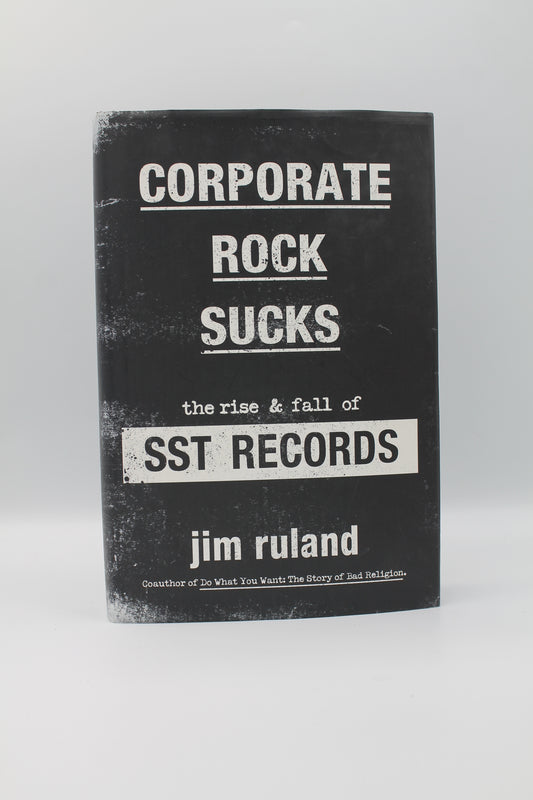 CORPORATE
ROCK
SUCKS
the rise & fall of
SST RECORDS
jim ruland
Coauthor of Do What You Want: The Story of Bad Religion.